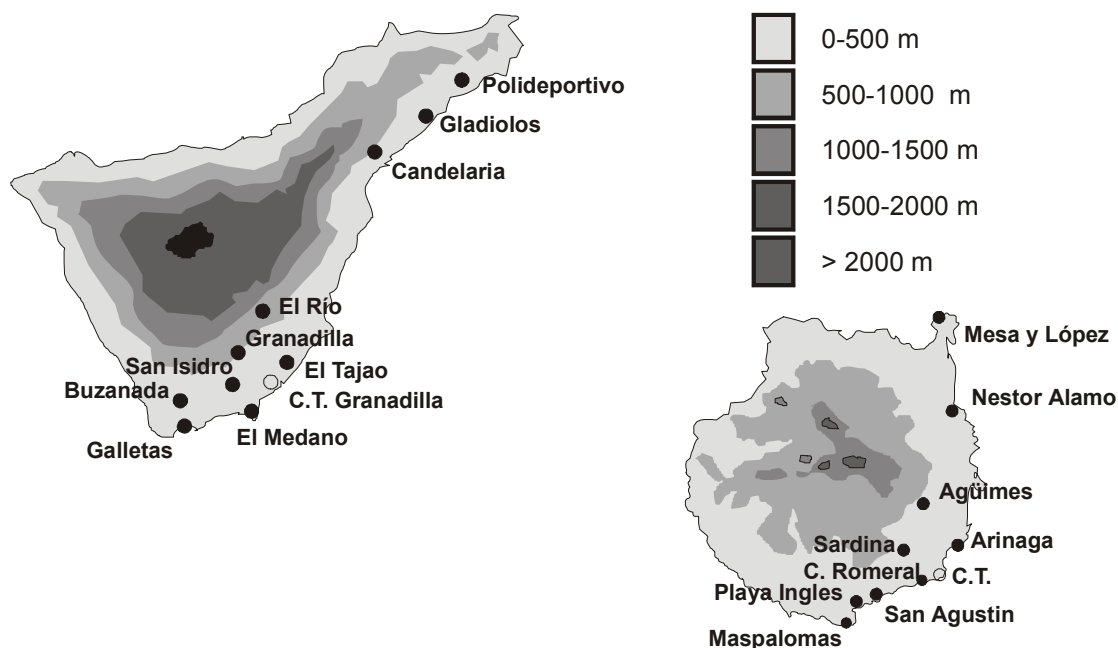 0-500 m
500-1000 m
1000-1500 m
1500-2000 m
> 2000 m
Polideportivo
Gladiolos
Candelaria
El Río
Granadilla
San Isidro
El Tajao
Buzanada
C.T. Granadilla
El Medano
Galletas
Mesa y López
Nestor Alamo
Agüimes
Arinaga
Sardina
C. Romeral
C.T.
Playa Ingles
San Agustin
Maspalomas